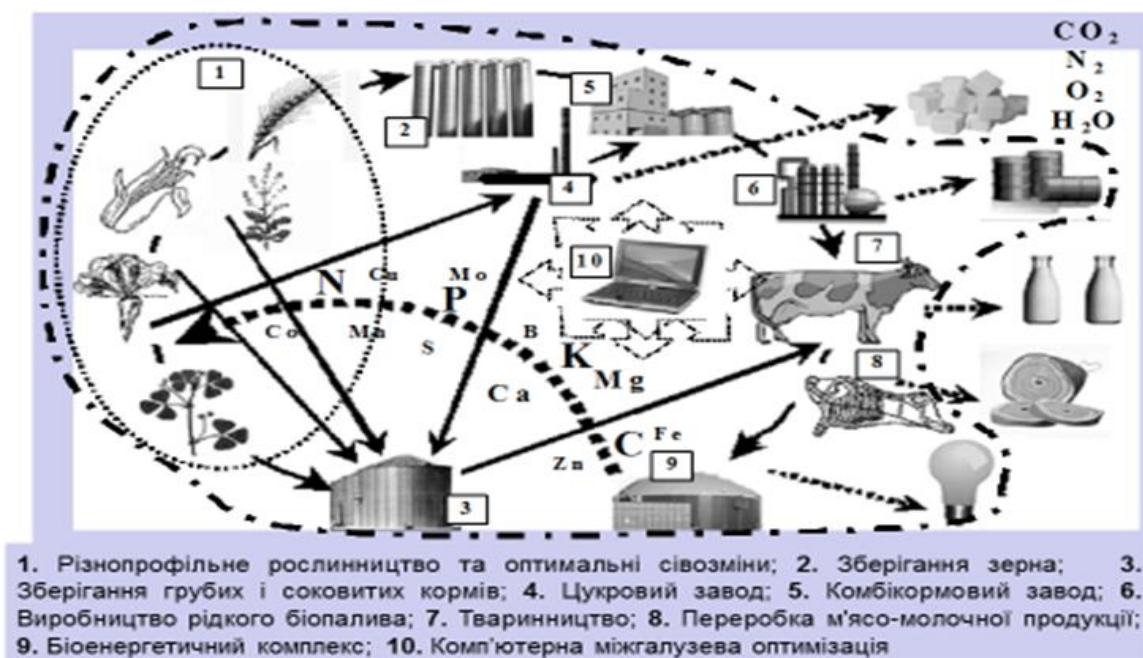 CO₂
N₂
O₂
H₂O
1
5
2
4
6
10
7
N Cu Mo
P
Co Mn B
S K
Mg
8
Ca
C Fe
Zn 9
3
1. Різнопрофільне рослинництво та оптимальні сівозміни; 2. Зберігання зерна; 3.
Зберігання грубих і соковитих кормів; 4. Цукровий завод; 5. Комбікормовий завод; 6.
Виробництво рідкого біопалива; 7. Тваринництво; 8. Переробка м'ясо-молочної продукції;
9. Біоенергетичний комплекс; 10. Комп'ютерна міжгалузева оптимізація